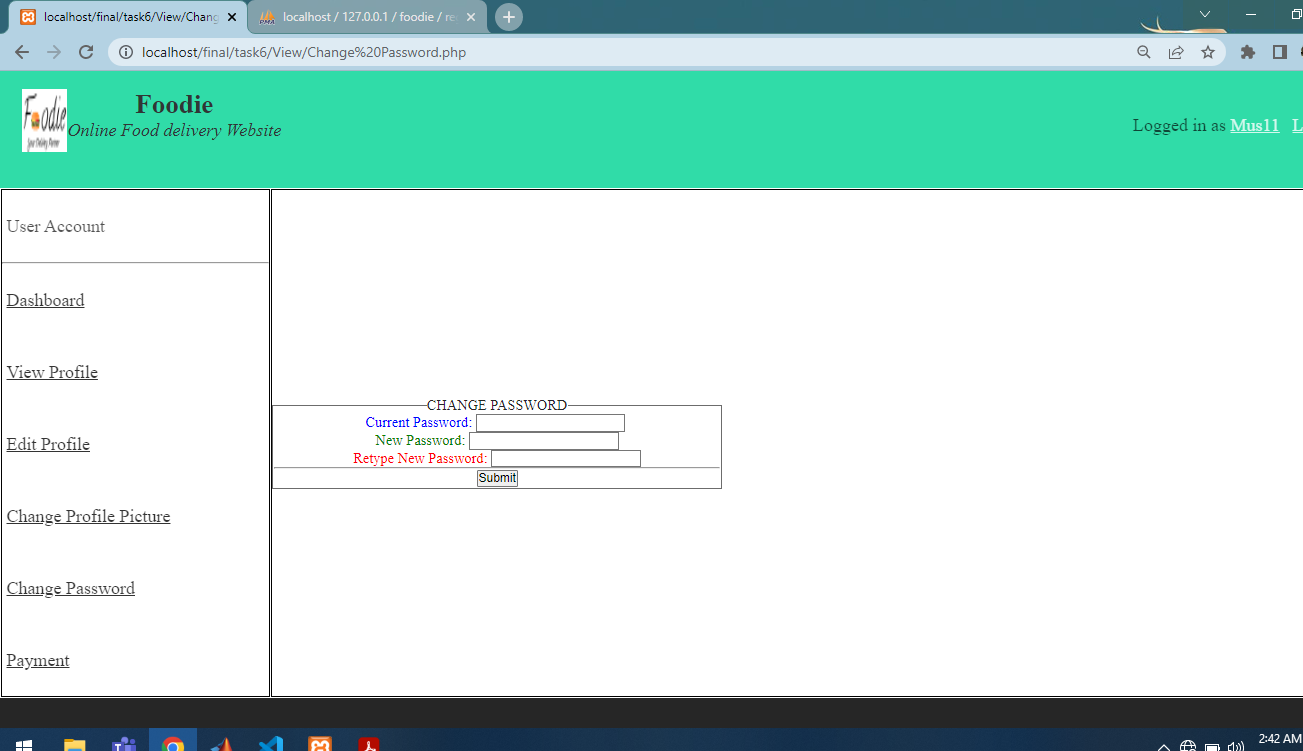 localhost/final/task6/View/Chang
localhost / 127.0.0.1 / foodie / re
localhost/final/task6/View/Change%20Password.php
Foodie
Foodie
Online Food delivery Website
Logged in as Mus11 L
User Account
Dashboard
View Profile
Edit Profile
Change Profile Picture
Change Password
Payment
CHANGE PASSWORD
Current Password:
New Password:
Retype New Password:
Submit
2:42 AM